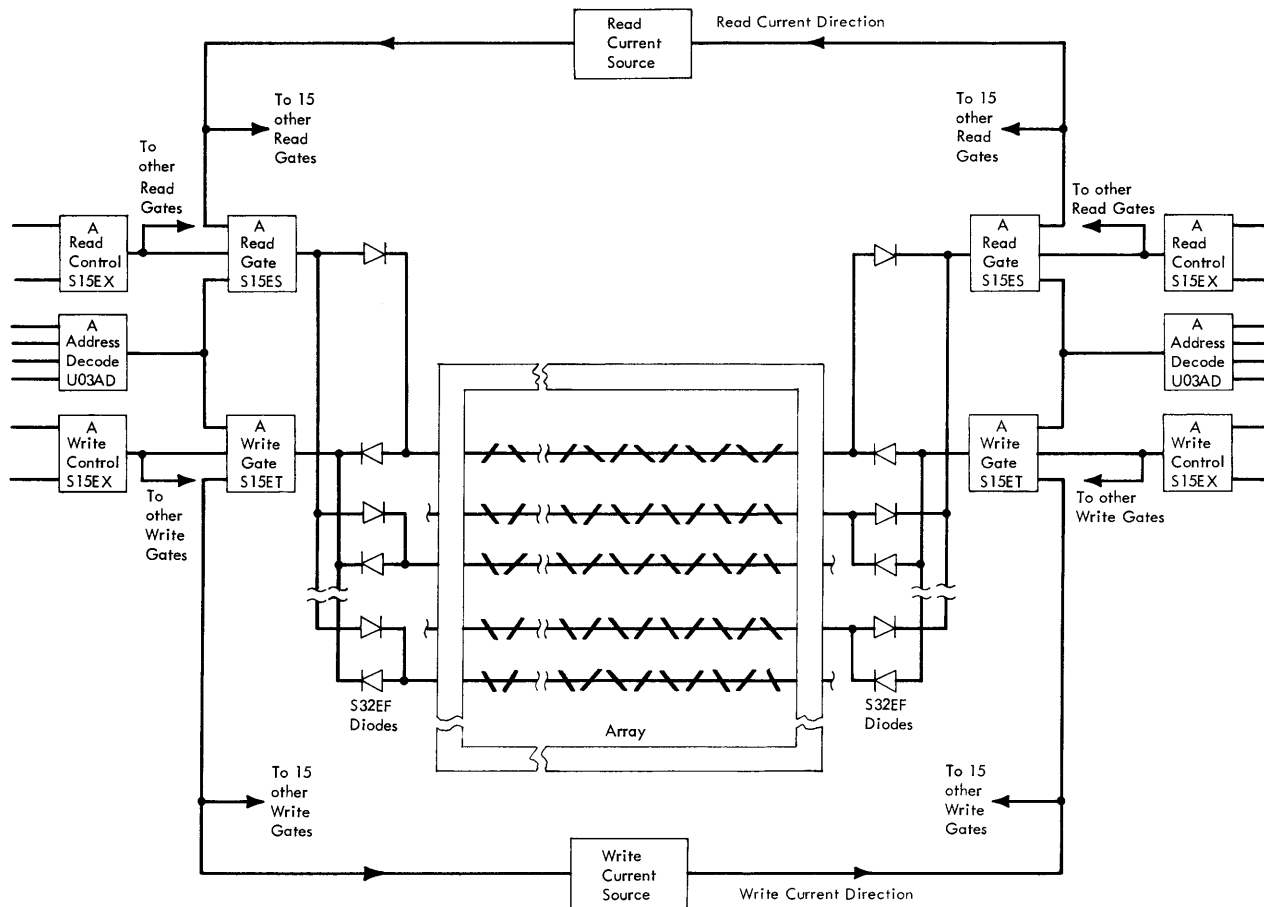 Read
Current
Source
Read Current Direction
To 15
other
Read
Gates
To 15
other
Read
Gates
To
other
Read
Gates
To other
Read Gates
A
Read
Control
S15EX
A
Read
Gate
S15ES
A
Read
Gate
S15ES
A
Read
Control
S15EX
A
Address
Decode
U03AD
A
Address
Decode
U03AD
A
Write
Control
S15EX
A
Write
Gate
S15ET
A
Write
Gate
S15ET
A
Write
Control
S15EX
To
other
Write
Gates
To other
Write Gates
S32EF
Diodes
Array
S32EF
Diodes
To 15
other
Write
Gates
To 15
other
Write
Gates
Write
Current
Source
Write Current Direction